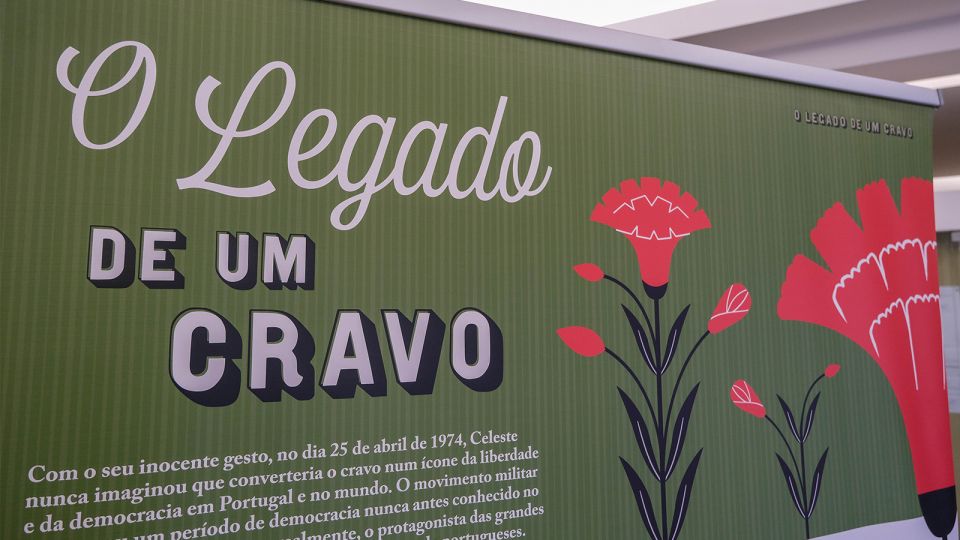 O Legado
DE UM
CRAVO
O LEGADO DE UM CRAVO
Com o seu inocente gesto, no dia 25 de abril de 1974, Celeste
nunca imaginou que converteria o cravo num ícone da liberdade
e da democracia em Portugal e no mundo. O movimento militar
um período de democracia nunca antes conhecido no
o protagonista das grandes
portugueses.